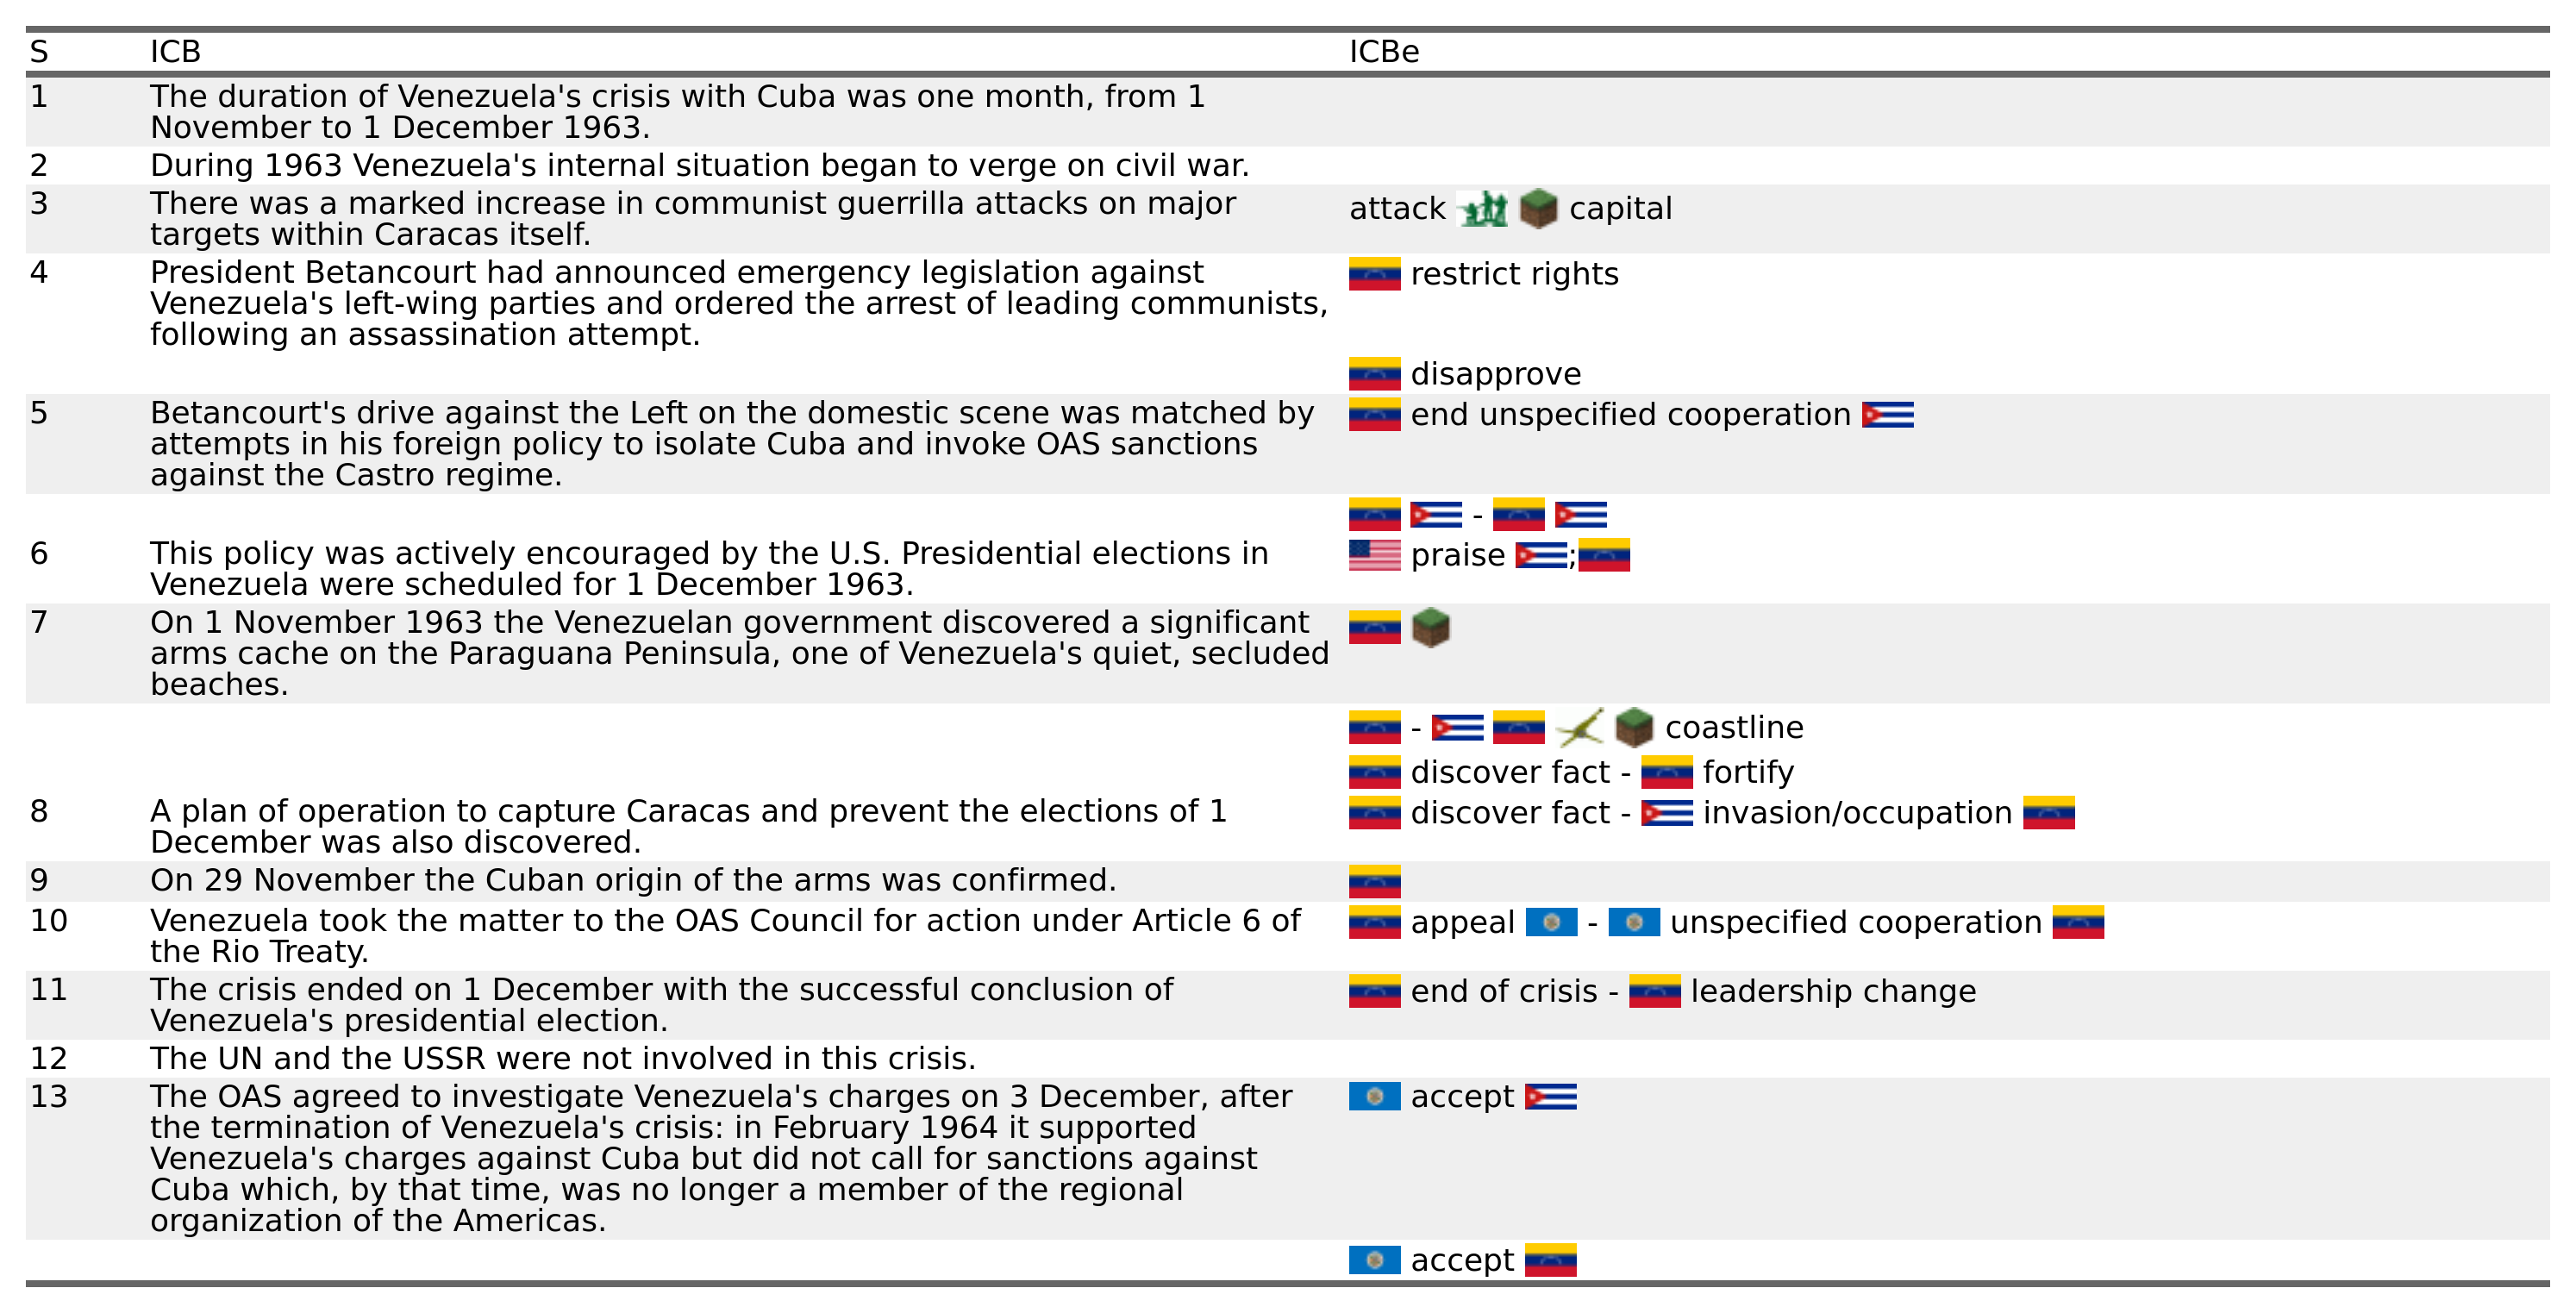 S ICB ICBe
1 The duration of Venezuela's crisis with Cuba was one month, from 1
November to 1 December 1963.
2 During 1963 Venezuela's internal situation began to verge on civil war.
3 There was a marked increase in communist guerrilla attacks on major
targets within Caracas itself.
attack capital
4 President Betancourt had announced emergency legislation against
Venezuela's left-wing parties and ordered the arrest of leading communists,
following an assassination attempt.
restrict rights
disapprove
5 Betancourt's drive against the Left on the domestic scene was matched by
attempts in his foreign policy to isolate Cuba and invoke OAS sanctions
against the Castro regime.
end unspecified cooperation
-
6 This policy was actively encouraged by the U.S. Presidential elections in
Venezuela were scheduled for 1 December 1963.
praise ;
7 On 1 November 1963 the Venezuelan government discovered a significant
arms cache on the Paraguana Peninsula, one of Venezuela's quiet, secluded
beaches.
- coastline
discover fact - fortify
8 A plan of operation to capture Caracas and prevent the elections of 1
December was also discovered.
discover fact - invasion/occupation
9 On 29 November the Cuban origin of the arms was confirmed.
10 Venezuela took the matter to the OAS Council for action under Article 6 of
the Rio Treaty.
appeal - unspecified cooperation
11 The crisis ended on 1 December with the successful conclusion of
Venezuela's presidential election.
end of crisis - leadership change
12 The UN and the USSR were not involved in this crisis.
13 The OAS agreed to investigate Venezuela's charges on 3 December, after
the termination of Venezuela's crisis: in February 1964 it supported
Venezuela's charges against Cuba but did not call for sanctions against
Cuba which, by that time, was no longer a member of the regional
organization of the Americas.
accept
accept